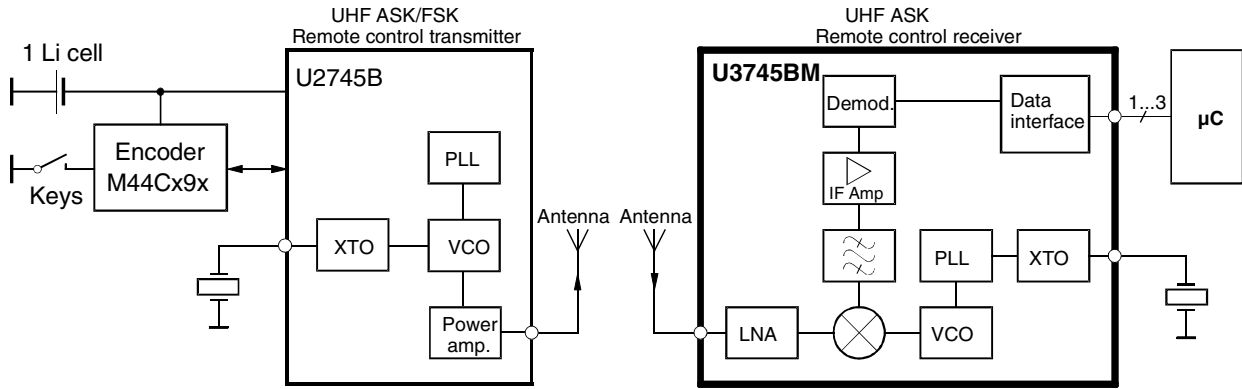 UHF ASK/FSK
Remote control transmitter
UHF ASK
Remote control receiver
1 Li cell
U2745B
Encoder
M44Cx9x
Keys
PLL
XTO
VCO
Power
amp.
Antenna
Antenna
U3745BM
Demod.
Data
interface
1...3
µC
IF Amp
PLL
XTO
LNA
VCO